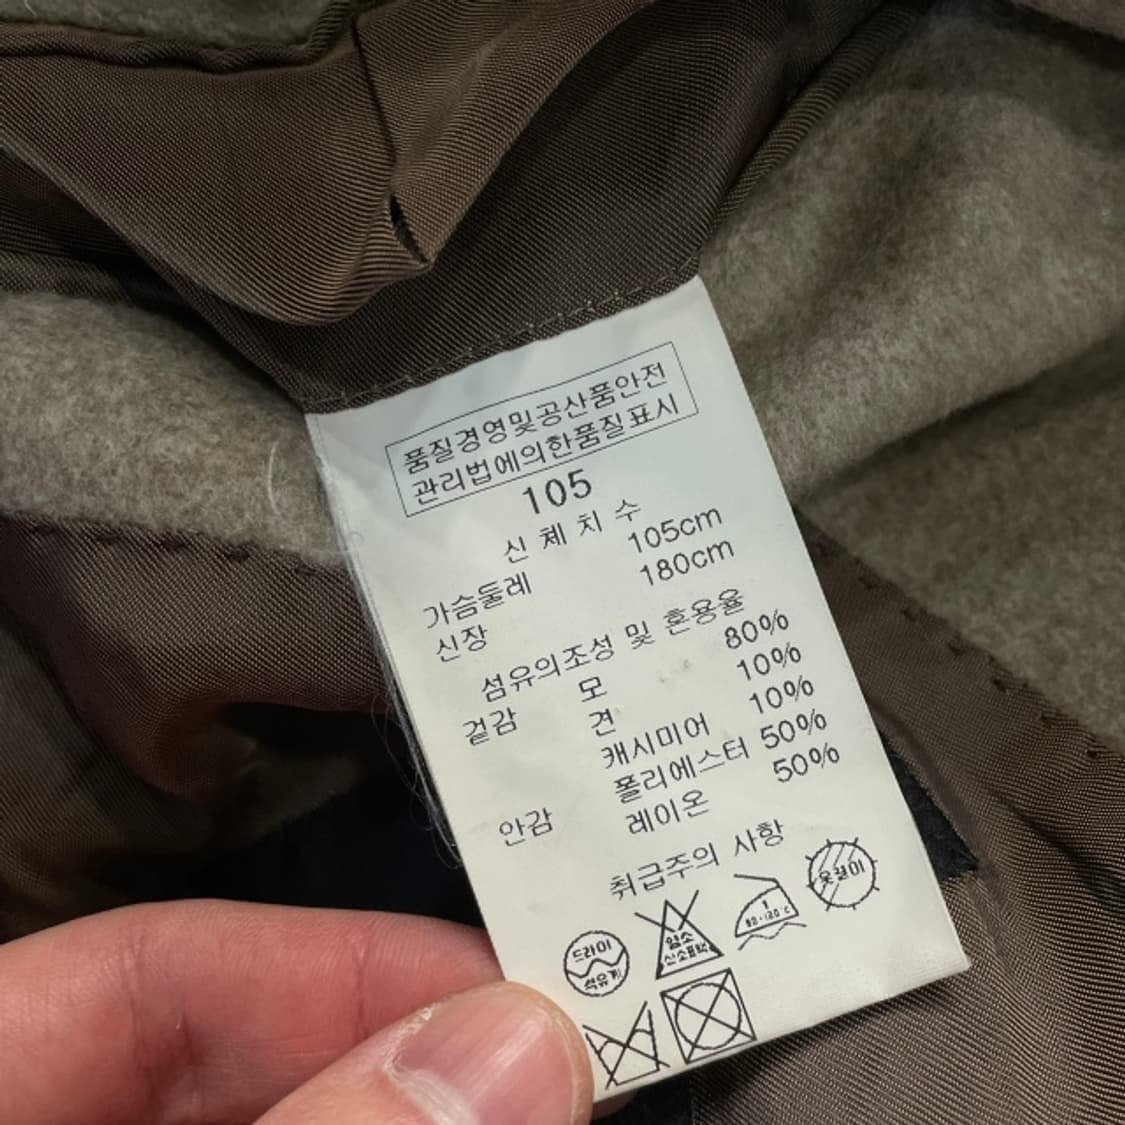 품질경영및공산품안전
관리법에의한품질표시
105
신 체 치 수
가슴둘레 105cm
신장 180cm
섬유의조성 및 혼용율
겉감 모 80%
견 10%
캐시미어 10%
안감 폴리에스터 50%
레이온 50%
취급주의 사항
드라이
석유계
염소
산소표백
1
80-120℃
옷걸이